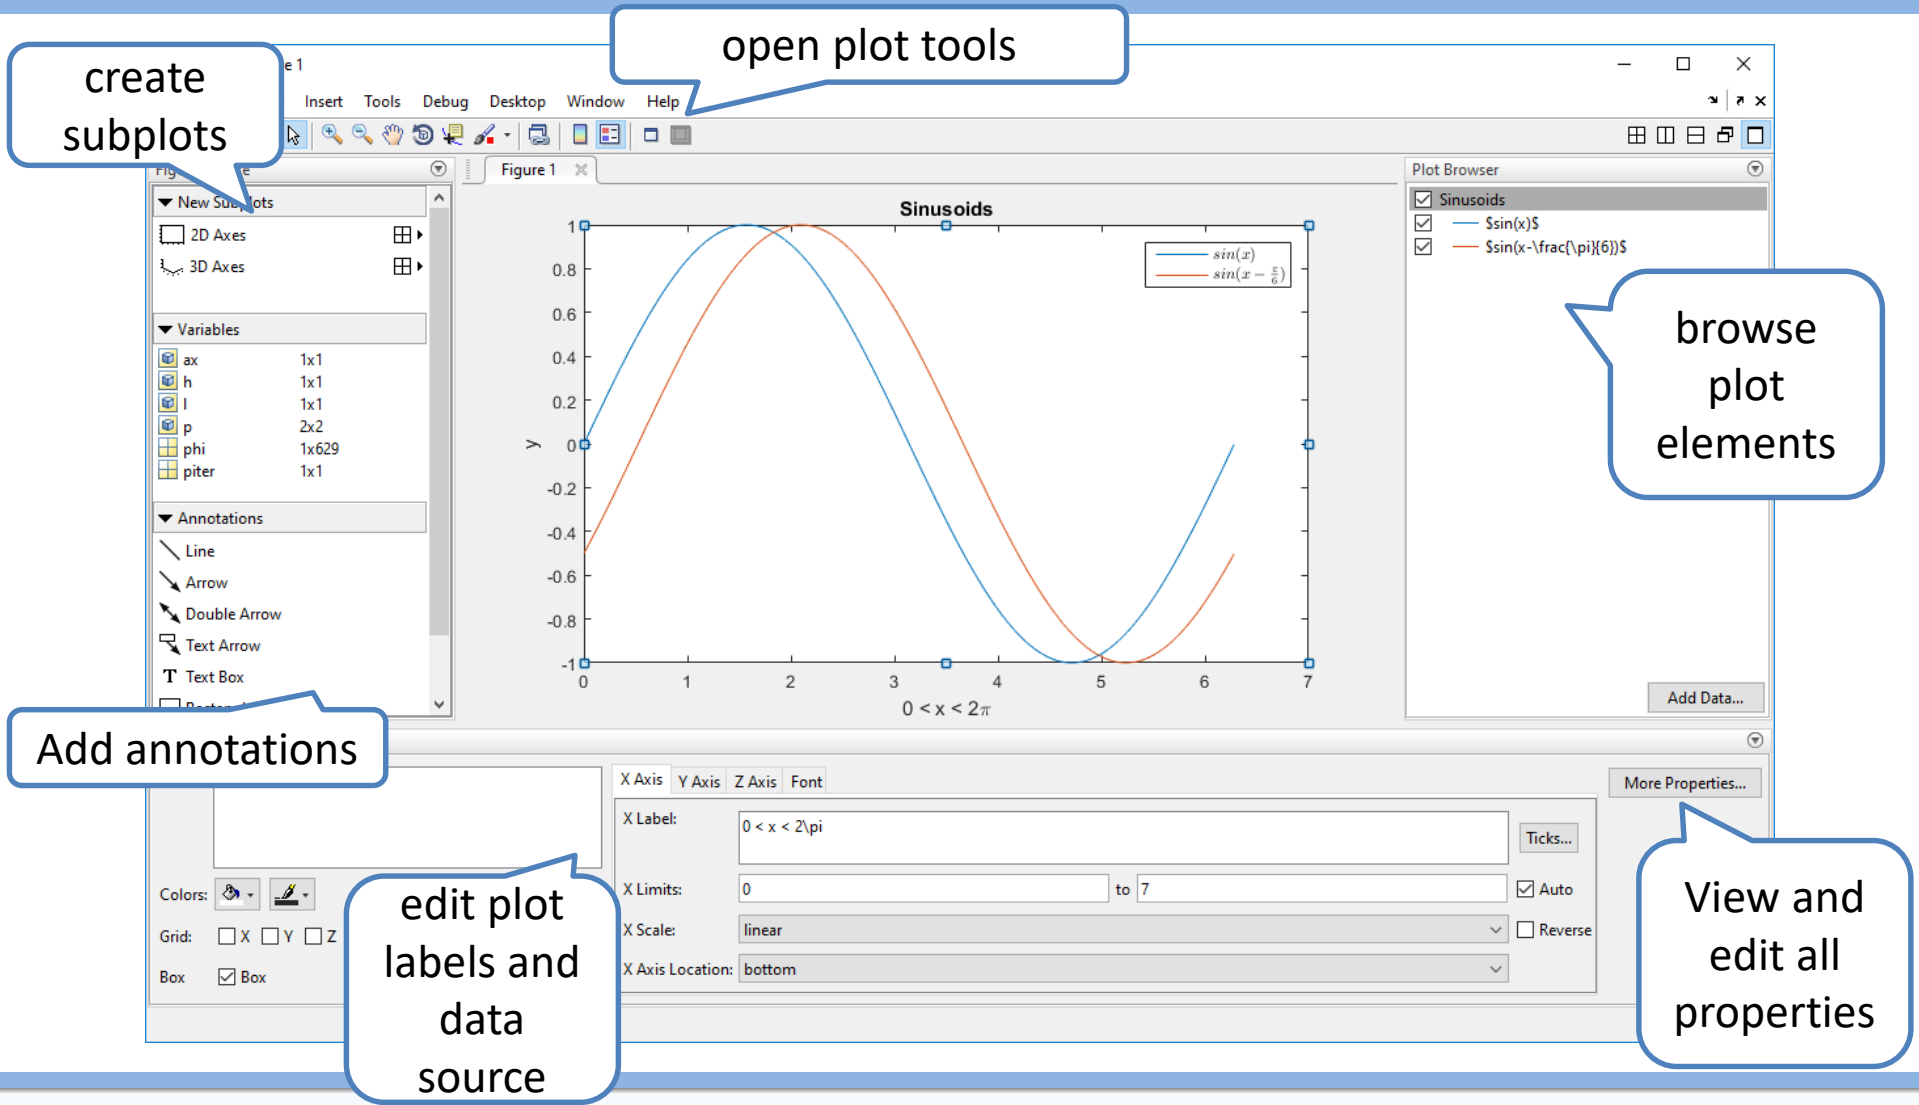 open plot tools
create
subplots
e 1
Insert Tools Debug Desktop Window Help
Figure 1
Plot Browser
New Subplots
2D Axes
3D Axes
Variables
ax 1x1
h 1x1
l 1x1
p 2x2
phi 1x629
piter 1x1
Annotations
Line
Arrow
Double Arrow
Text Arrow
T Text Box
Add annotations
Sinusoids
1
0.8
0.6
0.4
0.2
0
-0.2
-0.4
-0.6
-0.8
-1
y
sin(x)
sin(x − π/6)
0 1 2 3 4 5 6 7
0 < x < 2π
Sinusoids
$sin(x)$
$sin(x-\frac{\pi}{6})$
browse
plot
elements
Add Data...
X Axis Y Axis Z Axis Font
More Properties...
X Label: 0 < x < 2\pi
Ticks...
X Limits: 0 to 7 Auto
X Scale: linear Reverse
X Axis Location: bottom
Colors:
Grid: X Y Z
Box Box
edit plot
labels and
data
source
View and
edit all
properties